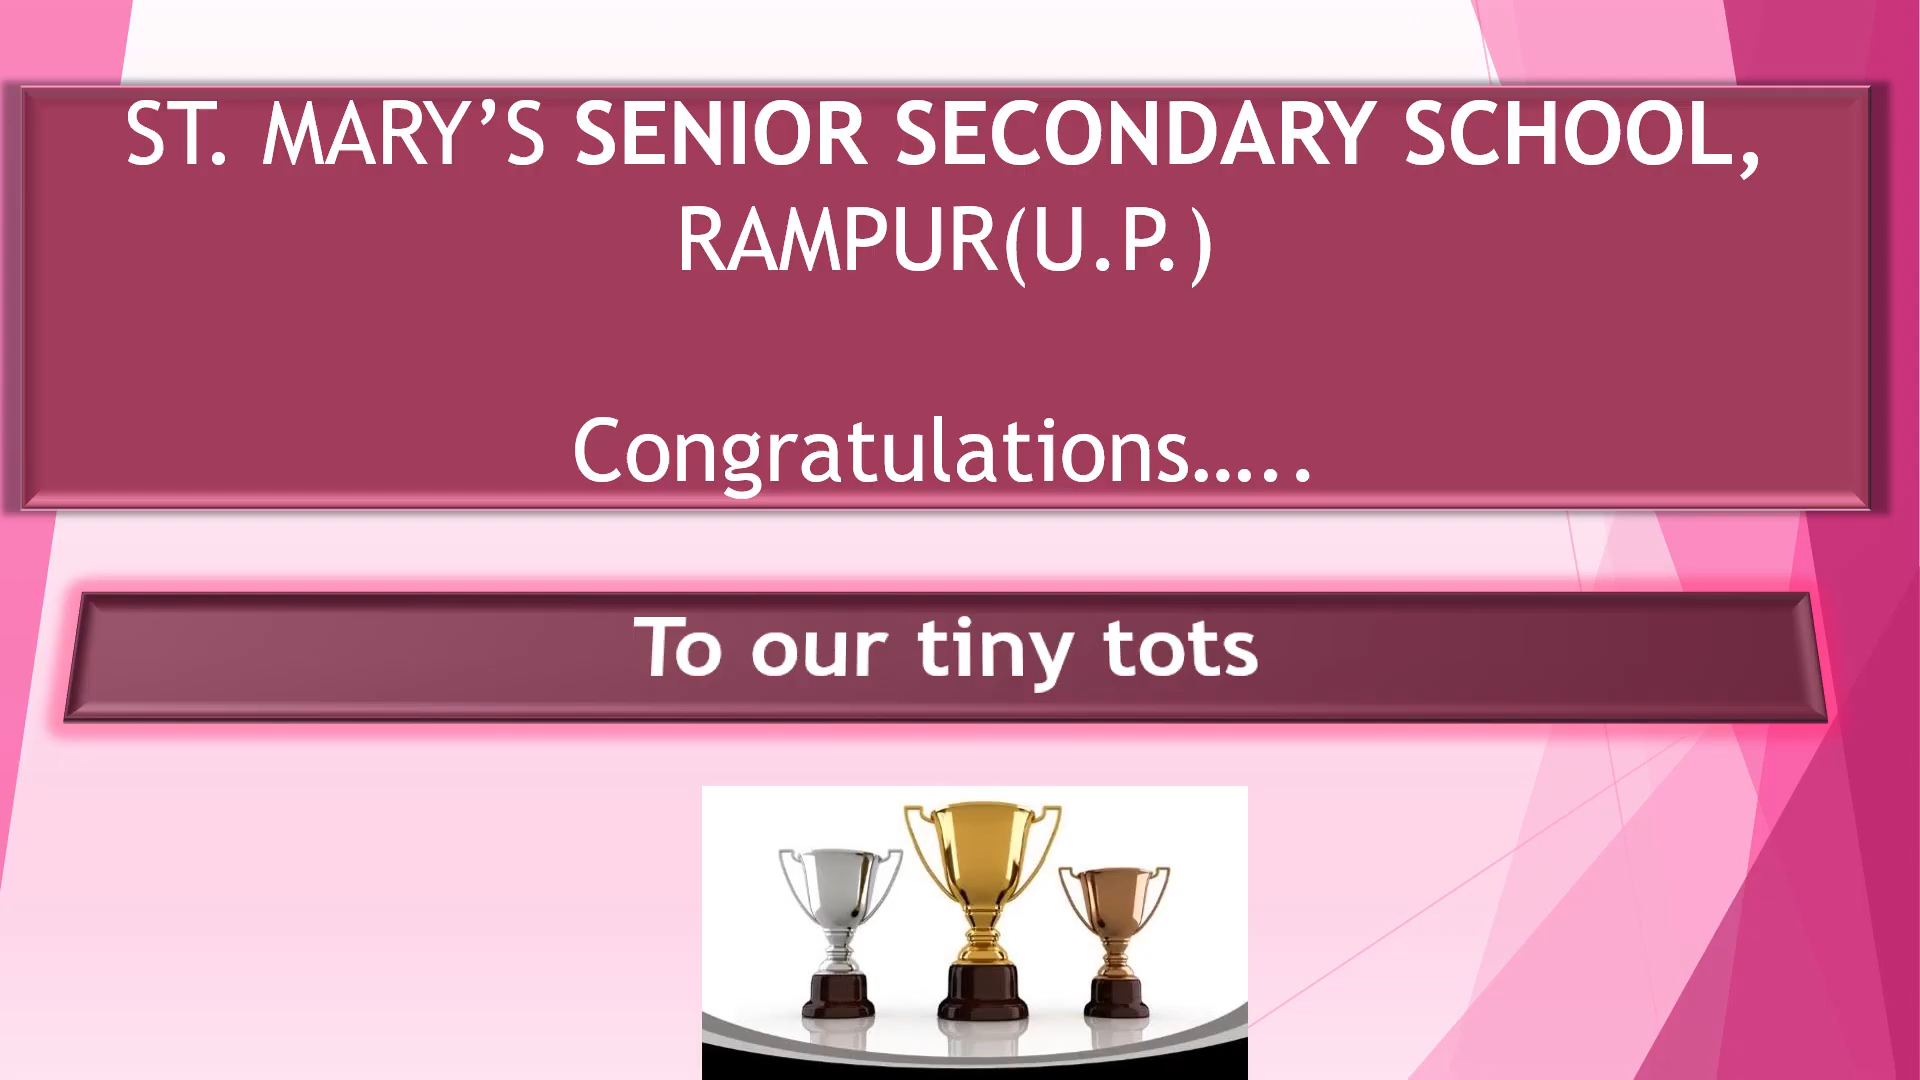 ST. MARY’S SENIOR SECONDARY SCHOOL,
RAMPUR(U.P.)
Congratulations…..
To our tiny tots